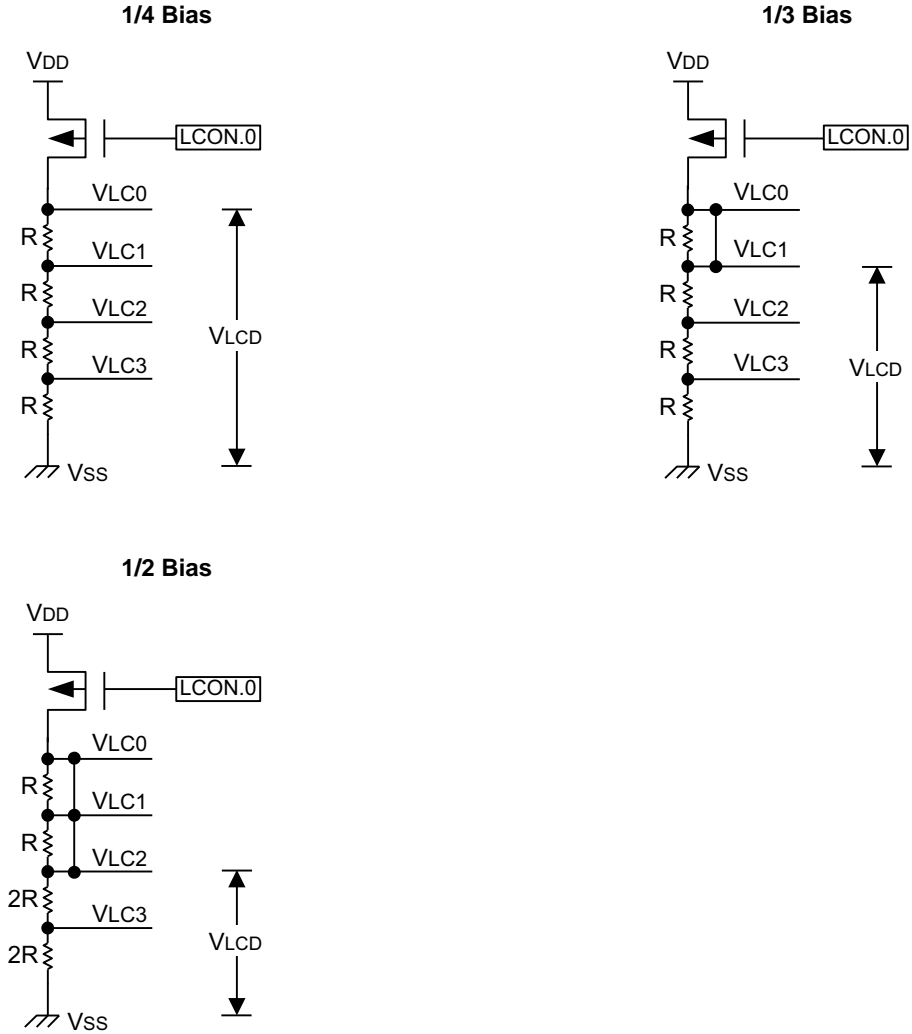 1/4 Bias
VDD
LCON.0
VLC0
R
VLC1
R
VLC2
R
VLC3
R
VLCD
VSS
1/3 Bias
VDD
LCON.0
VLC0
R
VLC1
R
VLC2
R
VLC3
R
VLCD
VSS
1/2 Bias
VDD
LCON.0
VLC0
R
VLC1
R
VLC2
2R
VLC3
2R
VLCD
VSS